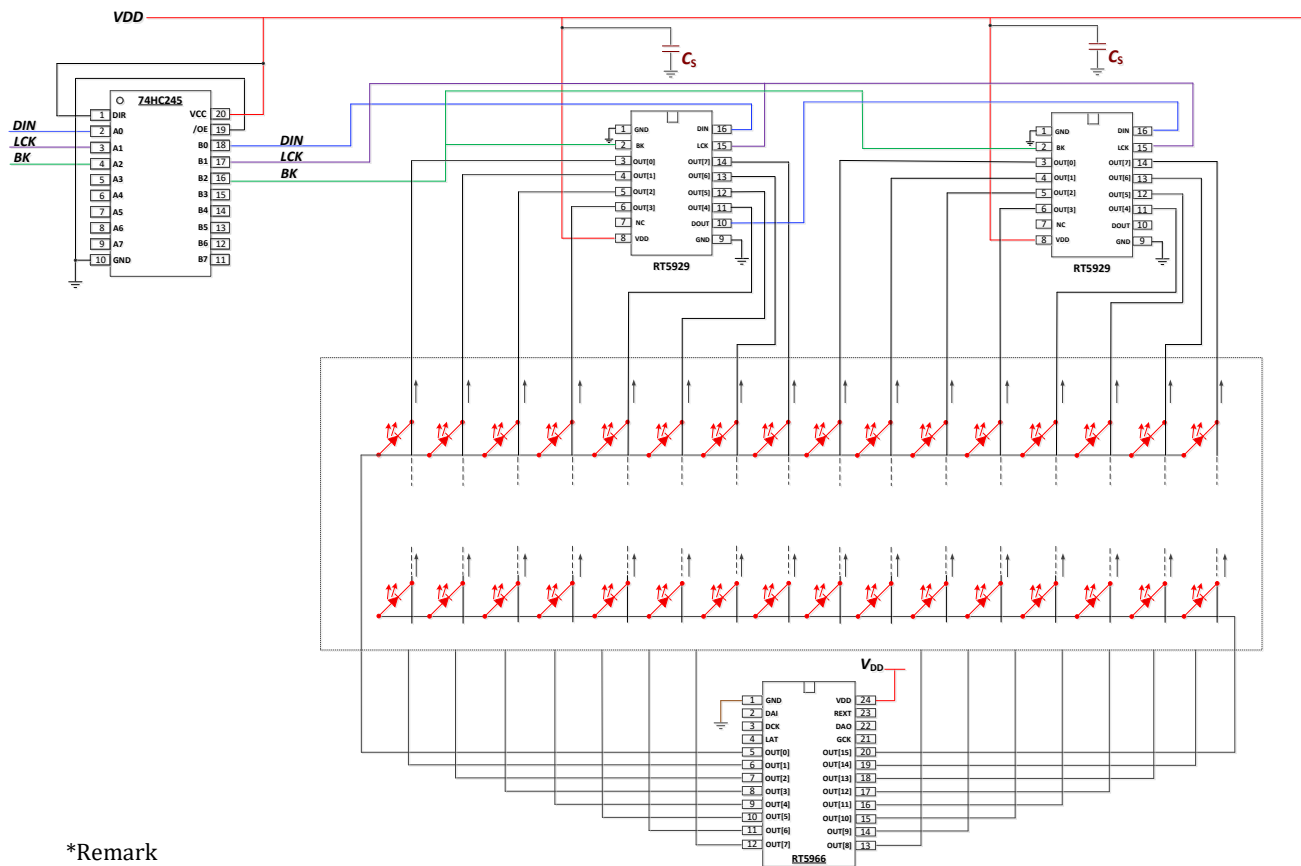 VDD
C_S
C_S
74HC245
1 DIR VCC 20
DIN 2 A0 /OE 19
LCK 3 A1 B0 18 DIN
BK 4 A2 B1 17 LCK
5 A3 B2 16 BK
6 A4 B3 15
7 A5 B4 14
8 A6 B5 13
9 A7 B6 12
10 GND B7 11
1 GND DIN 16
2 BK LCK 15
3 OUT[0] OUT[7] 14
4 OUT[1] OUT[6] 13
5 OUT[2] OUT[5] 12
6 OUT[3] OUT[4] 11
7 NC DOUT 10
8 VDD GND 9
RT5929
1 GND DIN 16
2 BK LCK 15
3 OUT[0] OUT[7] 14
4 OUT[1] OUT[6] 13
5 OUT[2] OUT[5] 12
6 OUT[3] OUT[4] 11
7 NC DOUT 10
8 VDD GND 9
RT5929
V_DD
1 GND VDD 24
2 DAI REXT 23
3 DCK DAO 22
4 LAT GCK 21
5 OUT[0] OUT[15] 20
6 OUT[1] OUT[14] 19
7 OUT[2] OUT[13] 18
8 OUT[3] OUT[12] 17
9 OUT[4] OUT[11] 16
10 OUT[5] OUT[10] 15
11 OUT[6] OUT[9] 14
12 OUT[7] OUT[8] 13
RT5966
*Remark